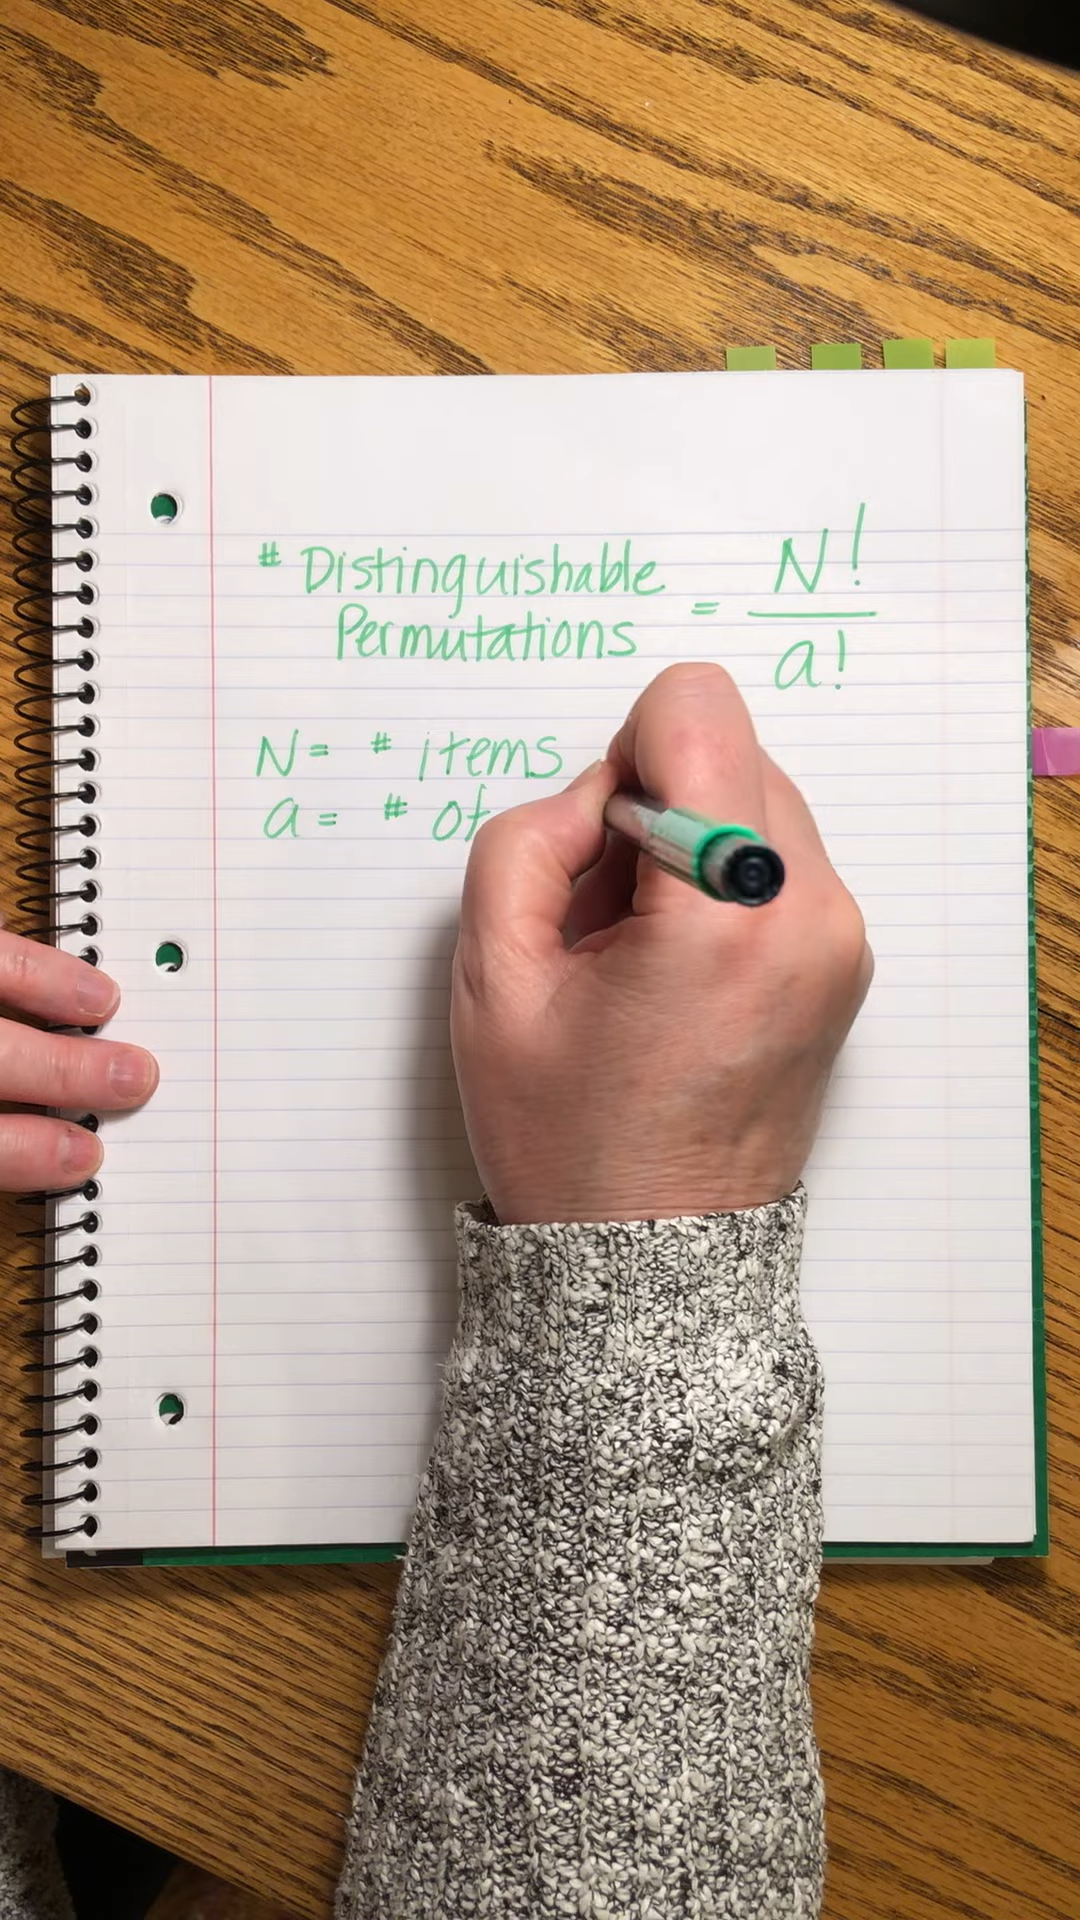 # Distinguishable
Permutations = N!
a!
N = # items
a = # of